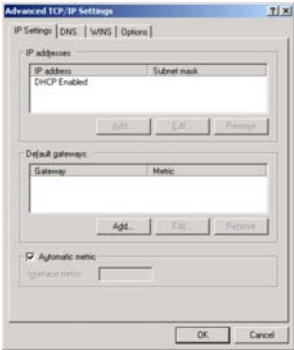 Advanced TCP/IP Settings
IP Settings DNS WINS Options
IP addresses
IP address Subnet mask
DHCP Enabled
Add... Edit... Remove
Default gateways:
Gateway Metric
Add... Edit... Remove
Automatic metric
Interface metric:
OK Cancel